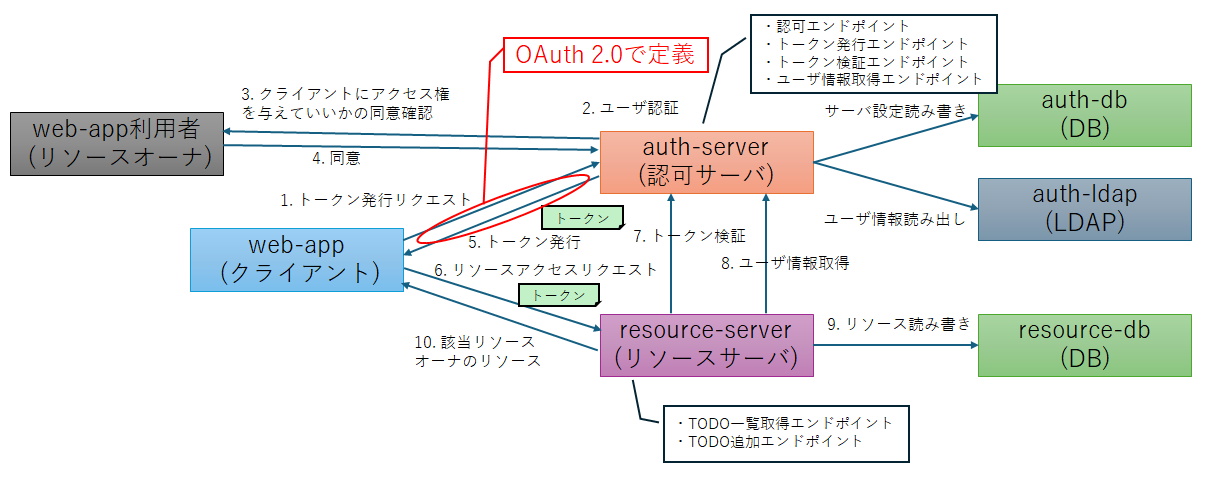 ・認可エンドポイント
・トークン発行エンドポイント
・トークン検証エンドポイント
・ユーザ情報取得エンドポイント
OAuth 2.0で定義
3. クライアントにアクセス権
を与えていいかの同意確認
2. ユーザ認証
サーバ設定読み書き
auth-db
(DB)
web-app利用者
(リソースオーナ)
4. 同意
auth-server
(認可サーバ)
auth-ldap
(LDAP)
1. トークン発行リクエスト
トークン
ユーザ情報読み出し
web-app
(クライアント)
5. トークン発行
7. トークン検証
6. リソースアクセスリクエスト
8. ユーザ情報取得
トークン
resource-server
(リソースサーバ)
9. リソース読み書き
resource-db
(DB)
10. 該当リソース
オーナのリソース
・TODO一覧取得エンドポイント
・TODO追加エンドポイント